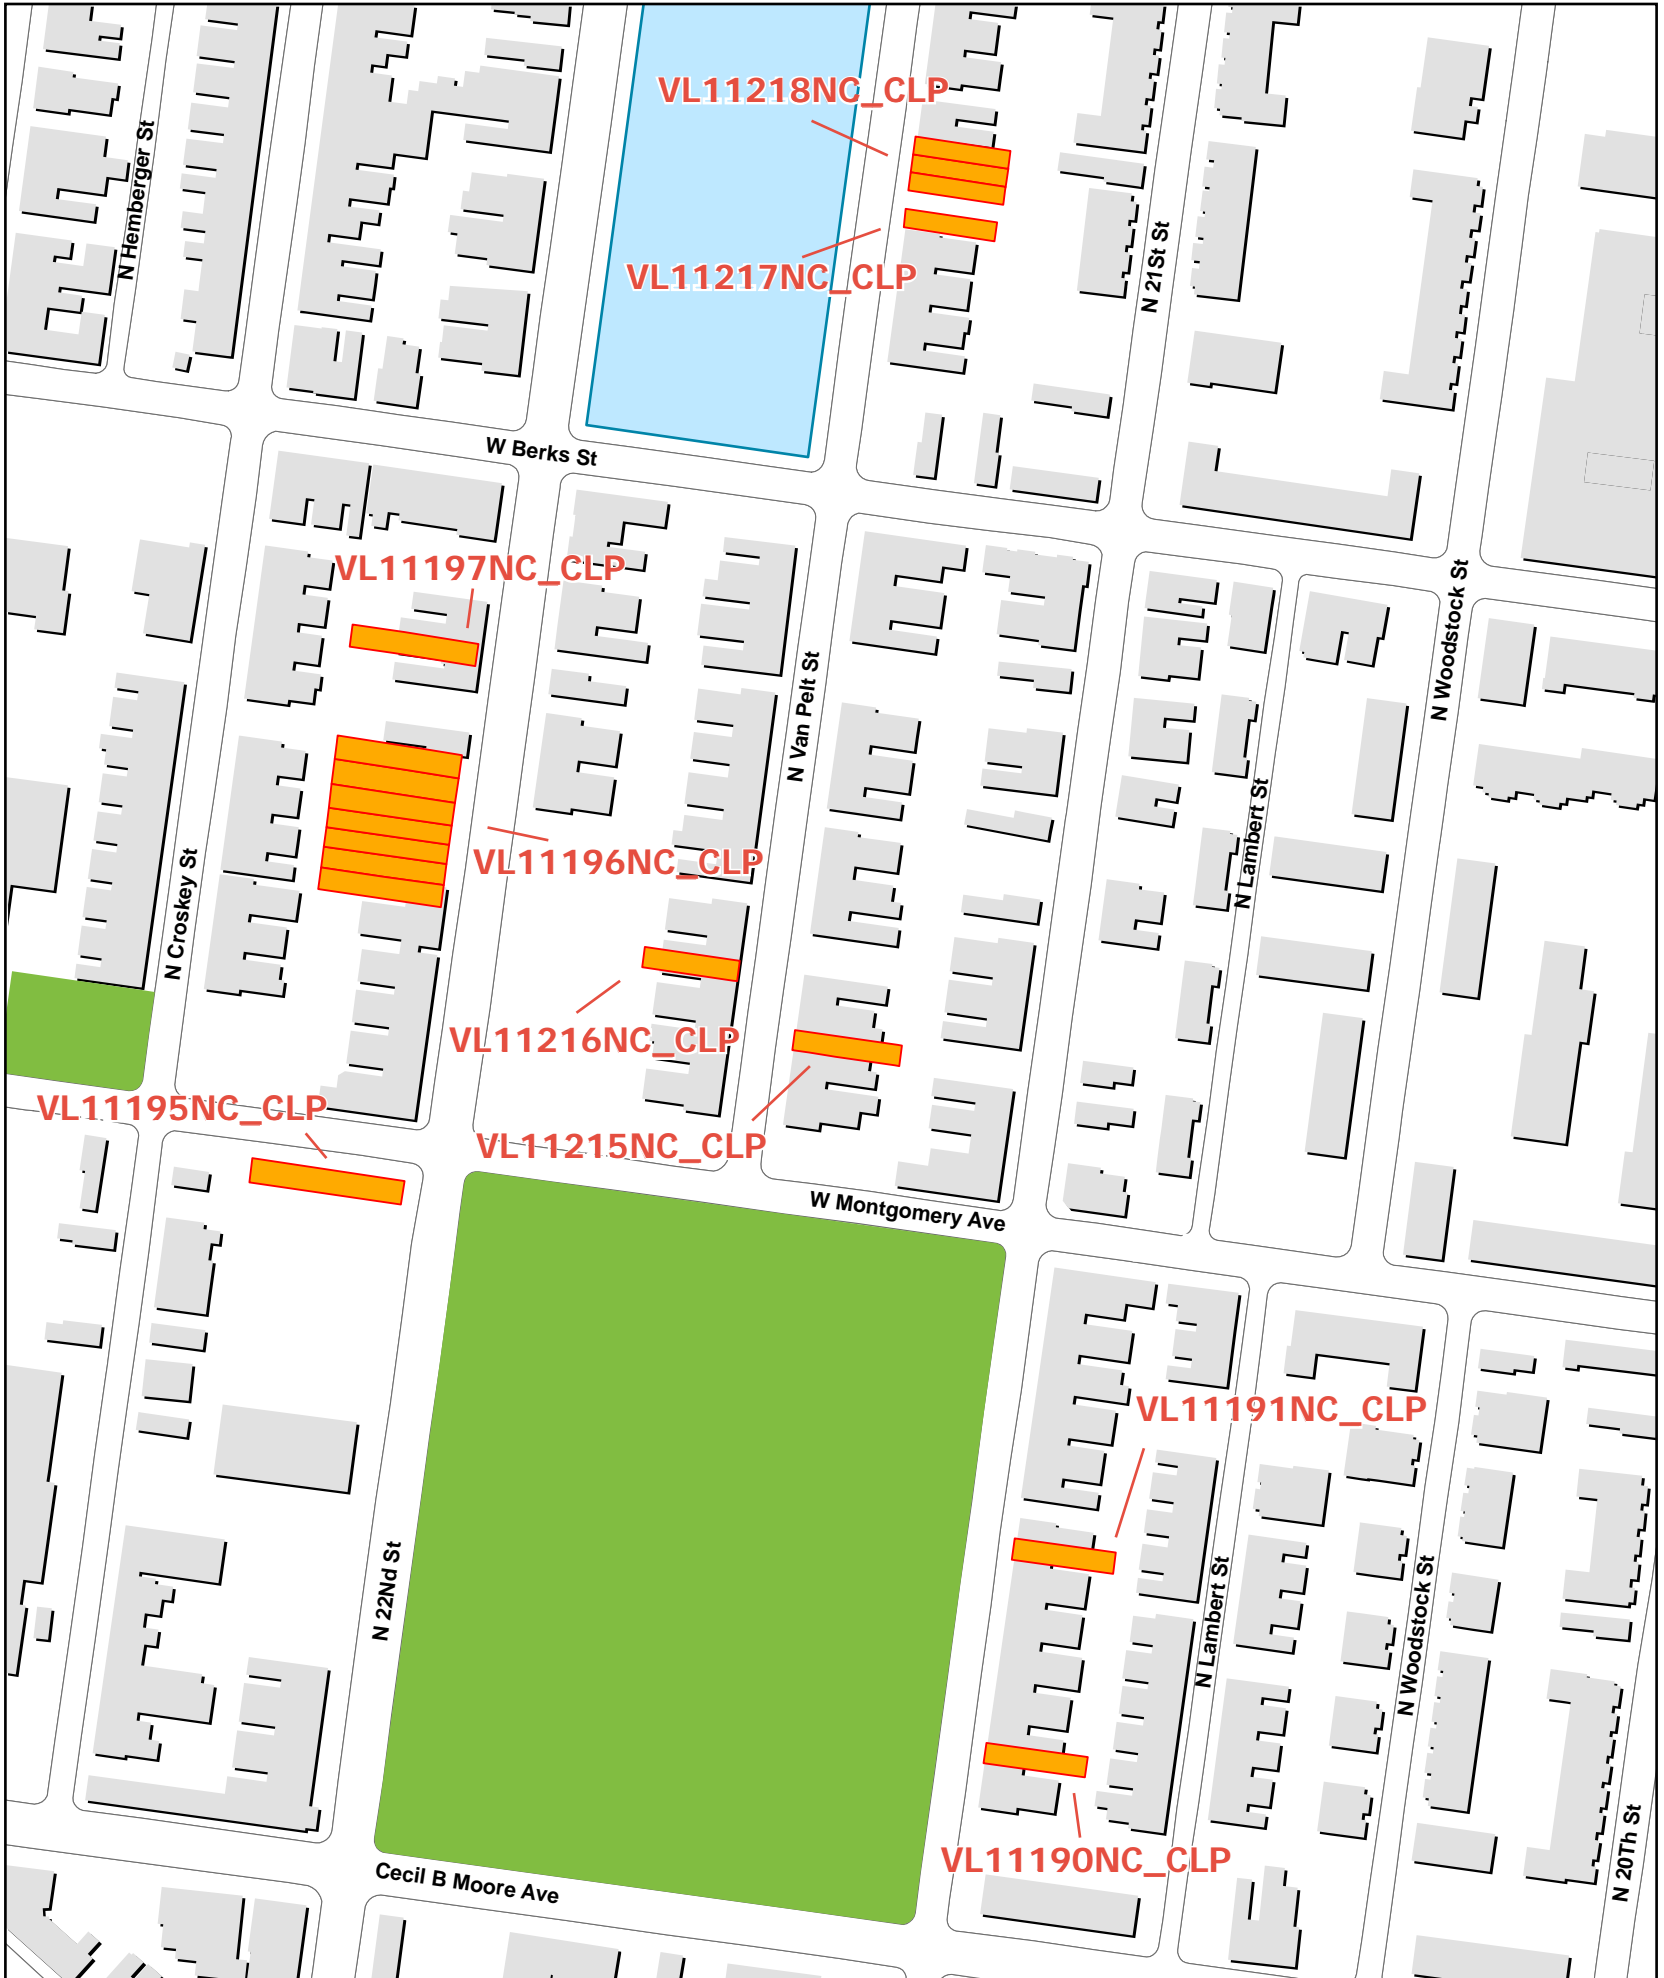 VL11218NC_CLP
N Hemberger St
N 21St St
VL11217NC_CLP
W Berks St
VL11197NC_CLP
N Woodstock St
N Van Pelt St
N Lambert St
VL11196NC_CLP
N Croskey St
VL11216NC_CLP
VL11195NC_CLP
VL11215NC_CLP
W Montgomery Ave
VL11191NC_CLP
N 22Nd St
N Lambert St
N Woodstock St
VL11190NC_CLP
N 20Th St
Cecil B Moore Ave